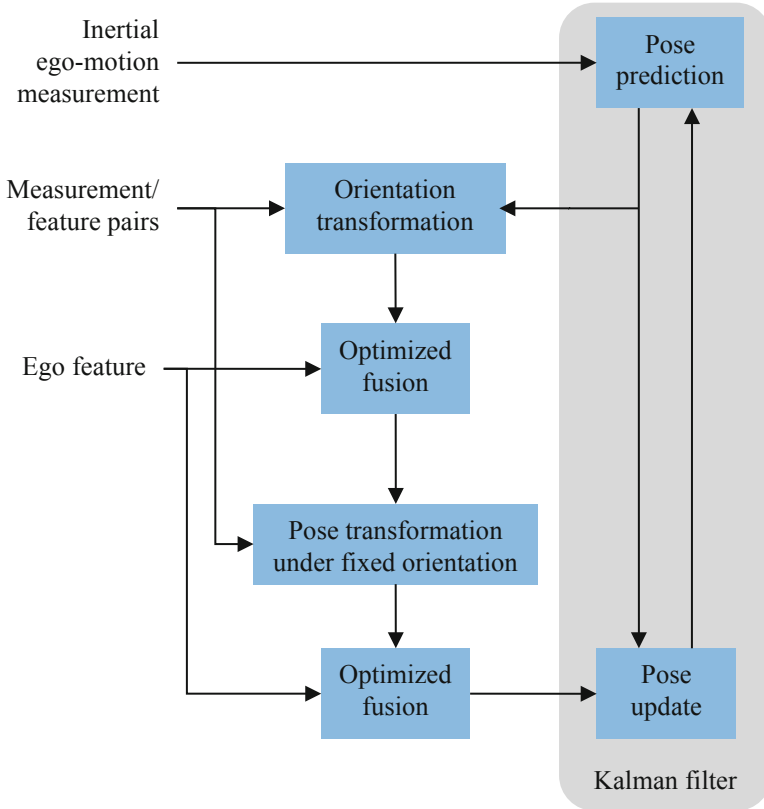 Inertial
ego-motion
measurement
Pose
prediction
Measurement/
feature pairs
Orientation
transformation
Ego feature
Optimized
fusion
Pose transformation
under fixed orientation
Optimized
fusion
Pose
update
Kalman filter